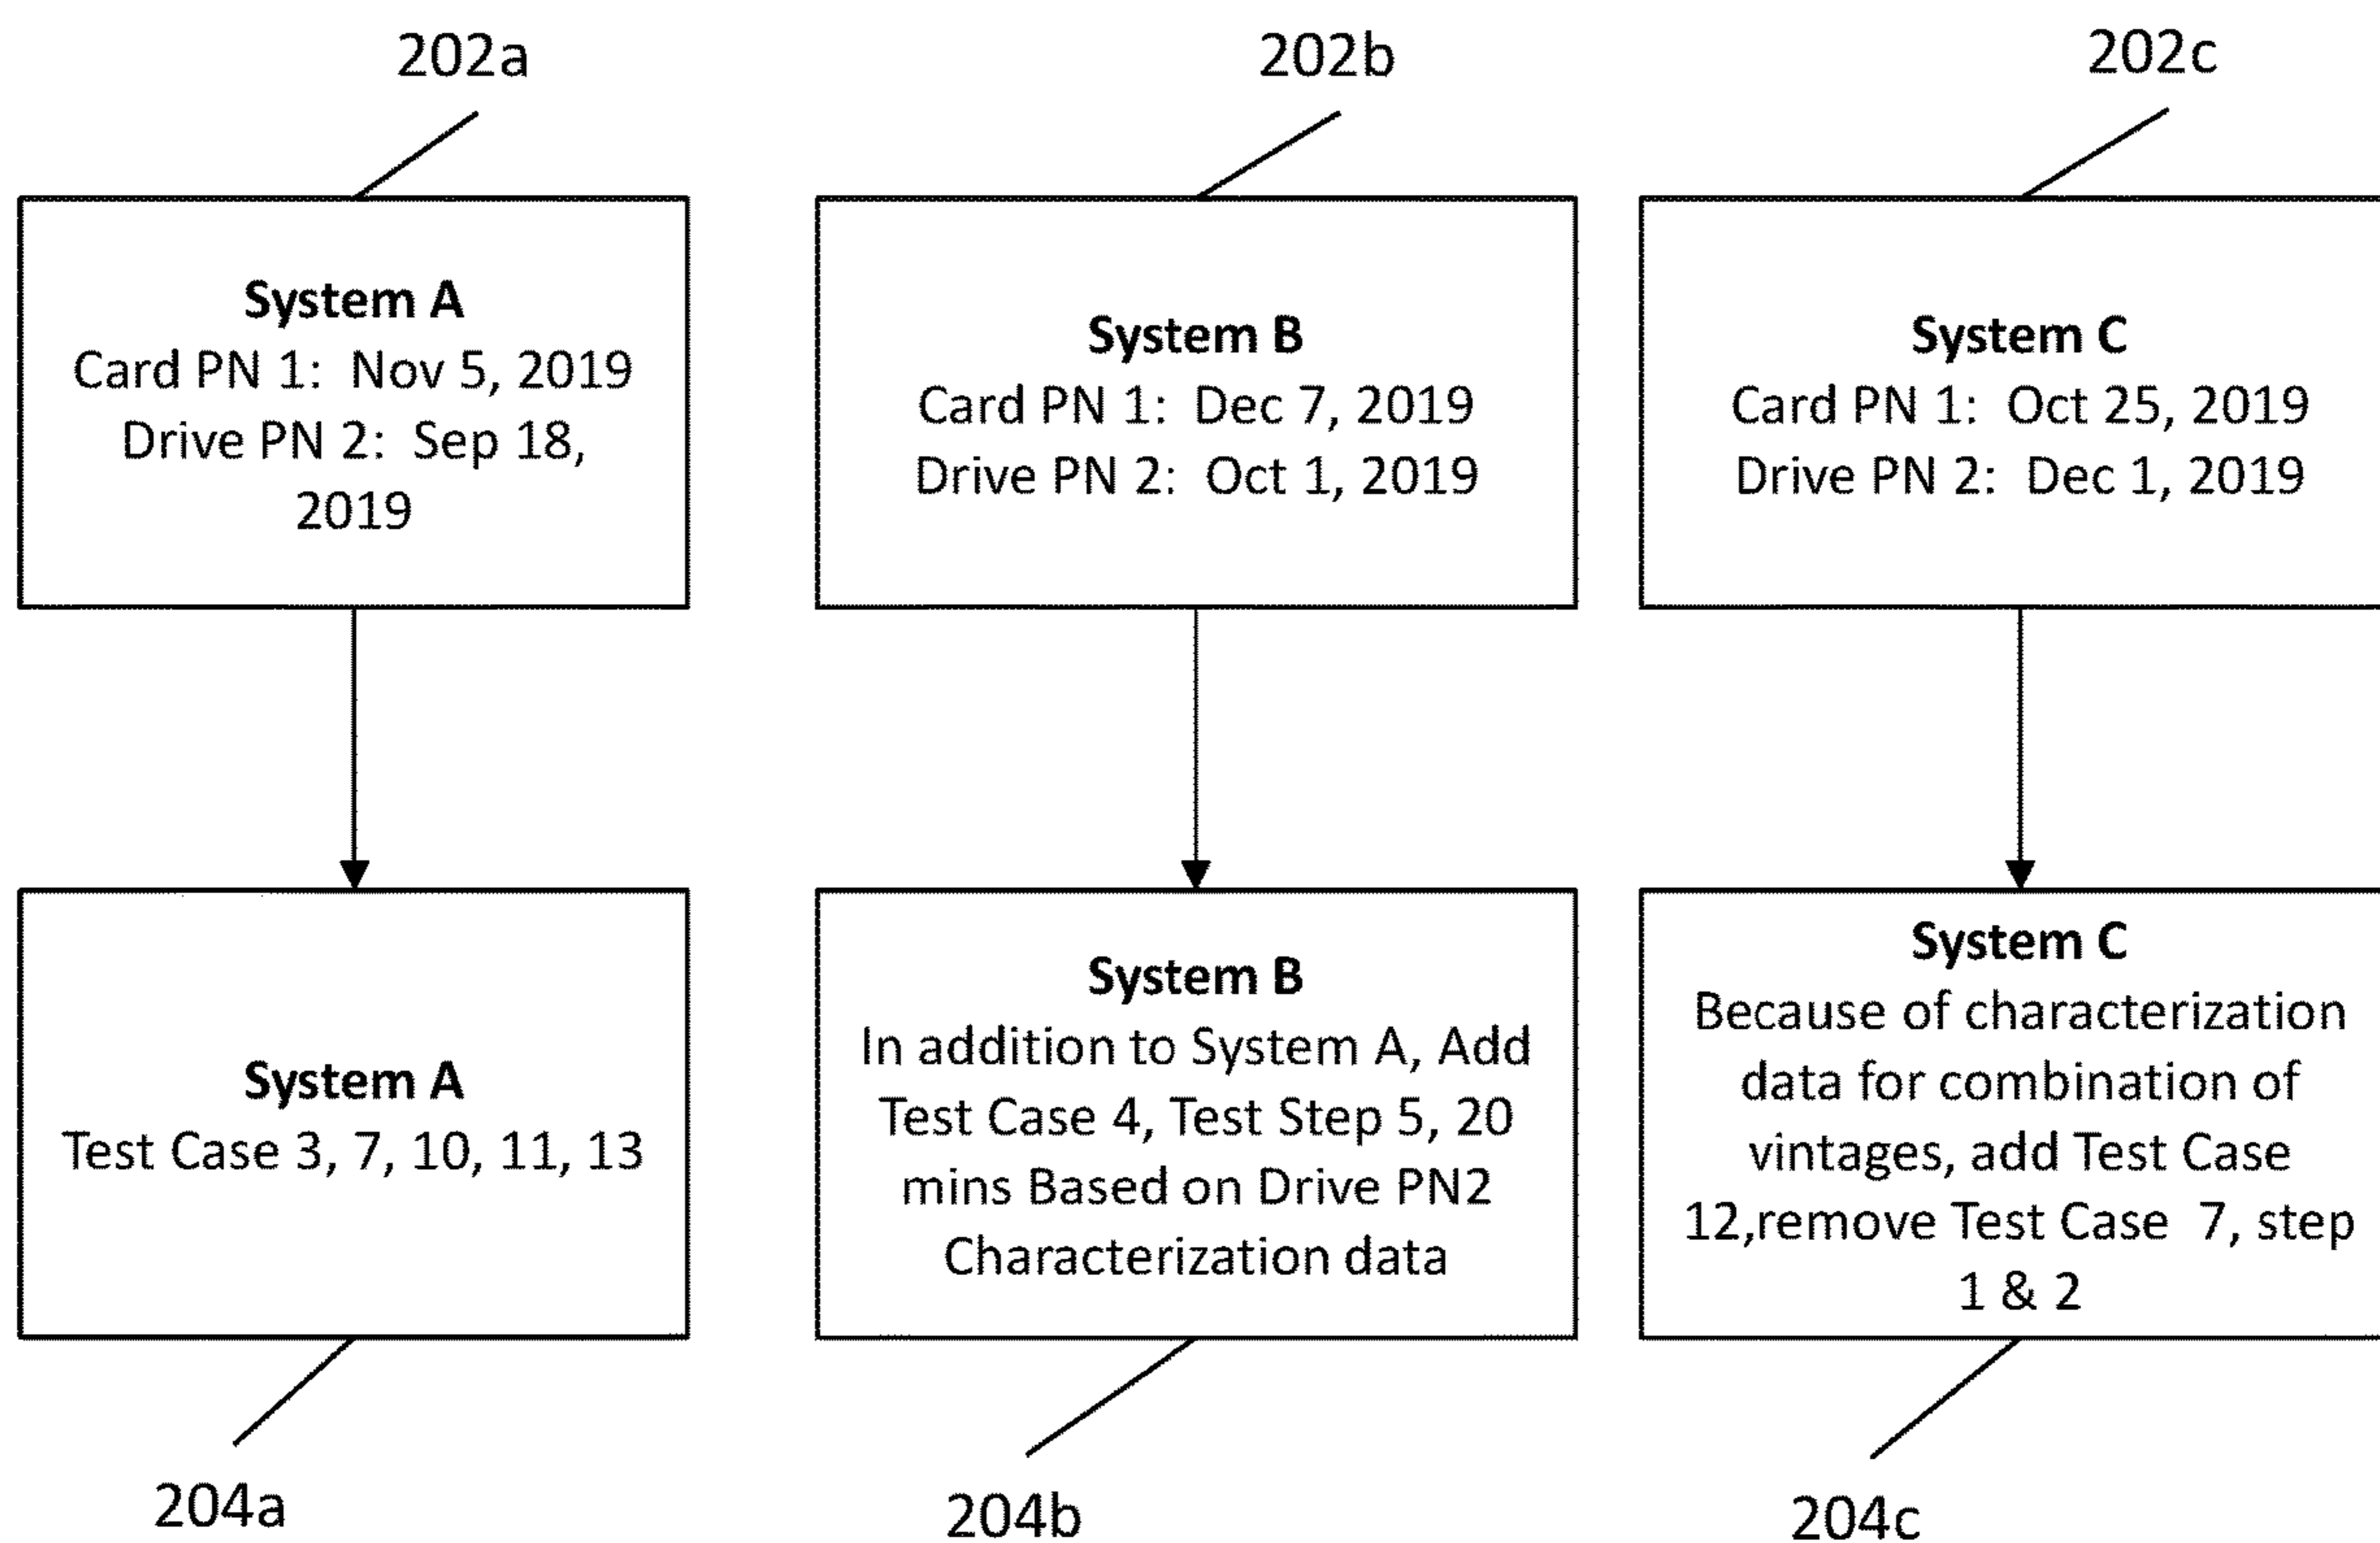 202a
202b
202c
System A
Card PN 1: Nov 5, 2019
Drive PN 2: Sep 18,
2019
System B
Card PN 1: Dec 7, 2019
Drive PN 2: Oct 1, 2019
System C
Card PN 1: Oct 25, 2019
Drive PN 2: Dec 1, 2019
System A
Test Case 3, 7, 10, 11, 13
System B
In addition to System A, Add
Test Case 4, Test Step 5, 20
mins Based on Drive PN2
Characterization data
System C
Because of characterization
data for combination of
vintages, add Test Case
12,remove Test Case 7, step
1 & 2
204a
204b
204c